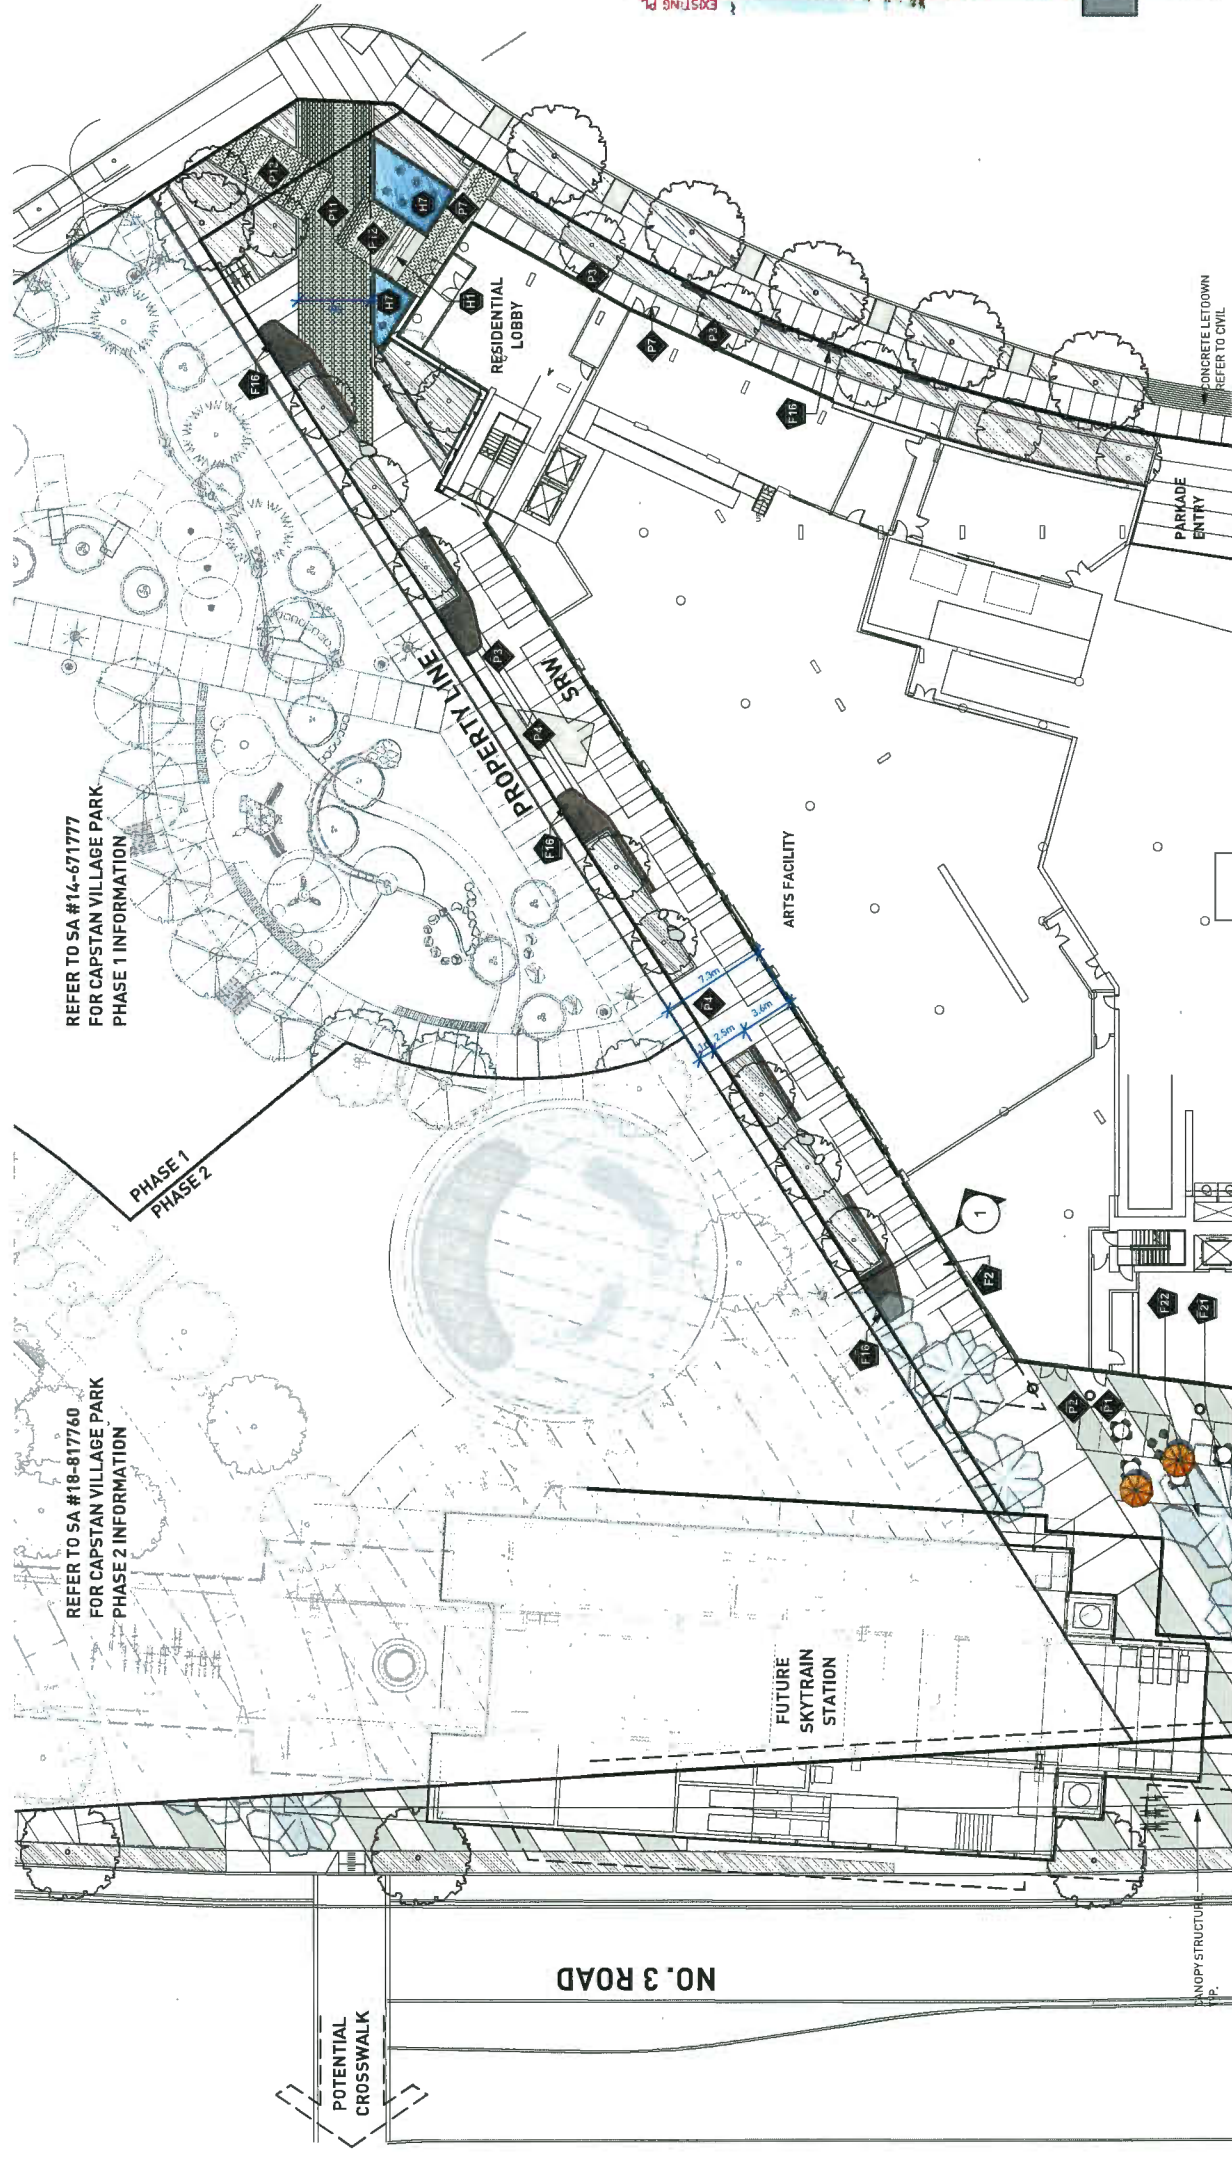 EXISTING PL
REFER TO SA #14-671777
FOR CAPSTAN VILLAGE PARK
PHASE 1 INFORMATION
REFER TO SA #18-817760
FOR CAPSTAN VILLAGE PARK
PHASE 2 INFORMATION
PHASE 1
PHASE 2
PROPERTY LINE
SRW
RESIDENTIAL
LOBBY
ARTS FACILITY
PARKADE
ENTRY
CONCRETE LETDOWN
REFER TO CIVIL
FUTURE
SKYTRAIN
STATION
NO. 3 ROAD
POTENTIAL
CROSSWALK
CANOPY STRUCTURE,
TYP.
P12
P11
P12
H7
P7
H7
H1
F16
P3
P7
P3
F16
P3
P4
F16
7.3m
P4
3.6m
2.5m
1
F2
F16
F22
F21
P2
P1